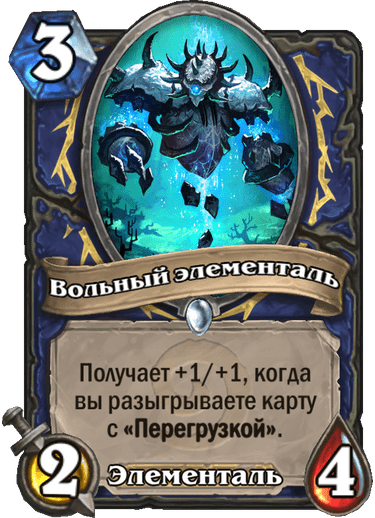 3
Вольный элементаль
Получает +1/+1, когда
вы разыгрываете карту
с «Перегрузкой».
2
Элементаль
4